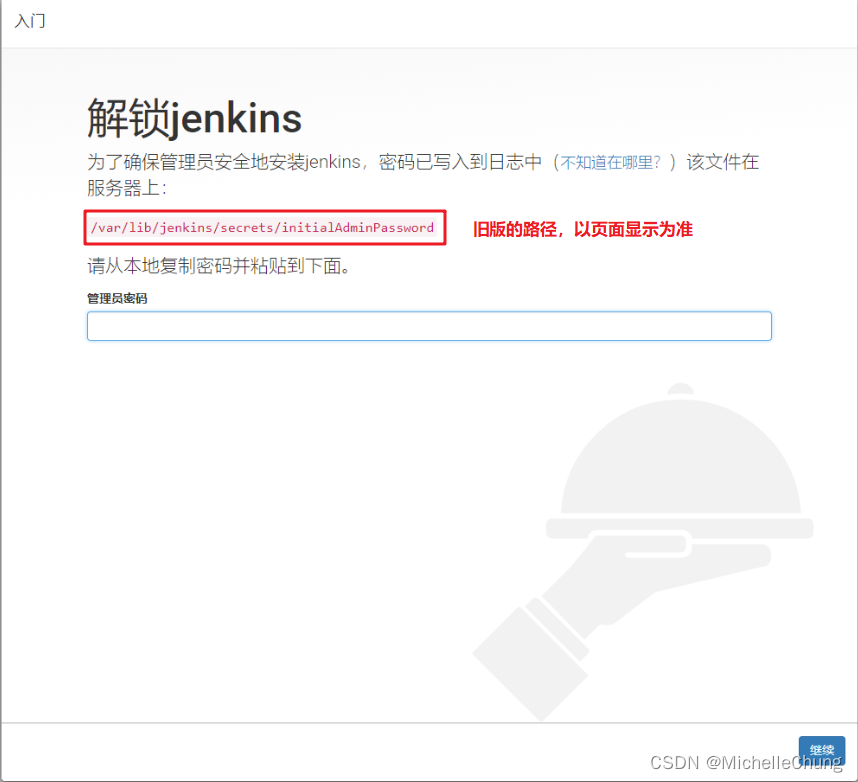 入门
解锁jenkins
为了确保管理员安全地安装jenkins，密码已写入到日志中（不知道在哪里？）该文件在
服务器上：
/var/lib/jenkins/secrets/initialAdminPassword
旧版的路径，以页面显示为准
请从本地复制密码并粘贴到下面。
管理员密码
继续
CSDN @MichelleChung